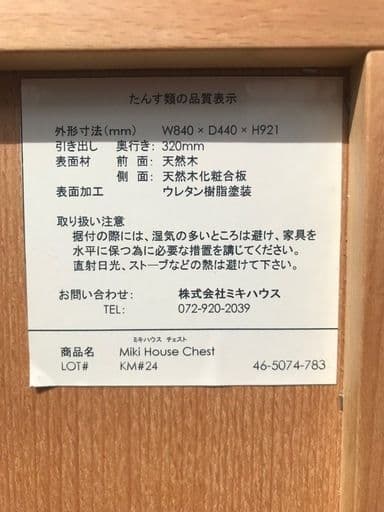 たんす類の品質表示
外形寸法(mm) W840 × D440 × H921
引き出し 奥行き: 320mm
表面材 前 面: 天然木
側 面: 天然木化粧合板
表面加工 ウレタン樹脂塗装
取り扱い注意
据付の際には、湿気の多いところは避け、家具を
水平に保つ為に必要な措置を講じてください。
直射日光、ストーブなどの熱は避けて下さい。
お問い合わせ: 株式会社ミキハウス
TEL: 072-920-2039
ミキハウス チェスト
商品名 Miki House Chest
LOT# KM#24 46-5074-783